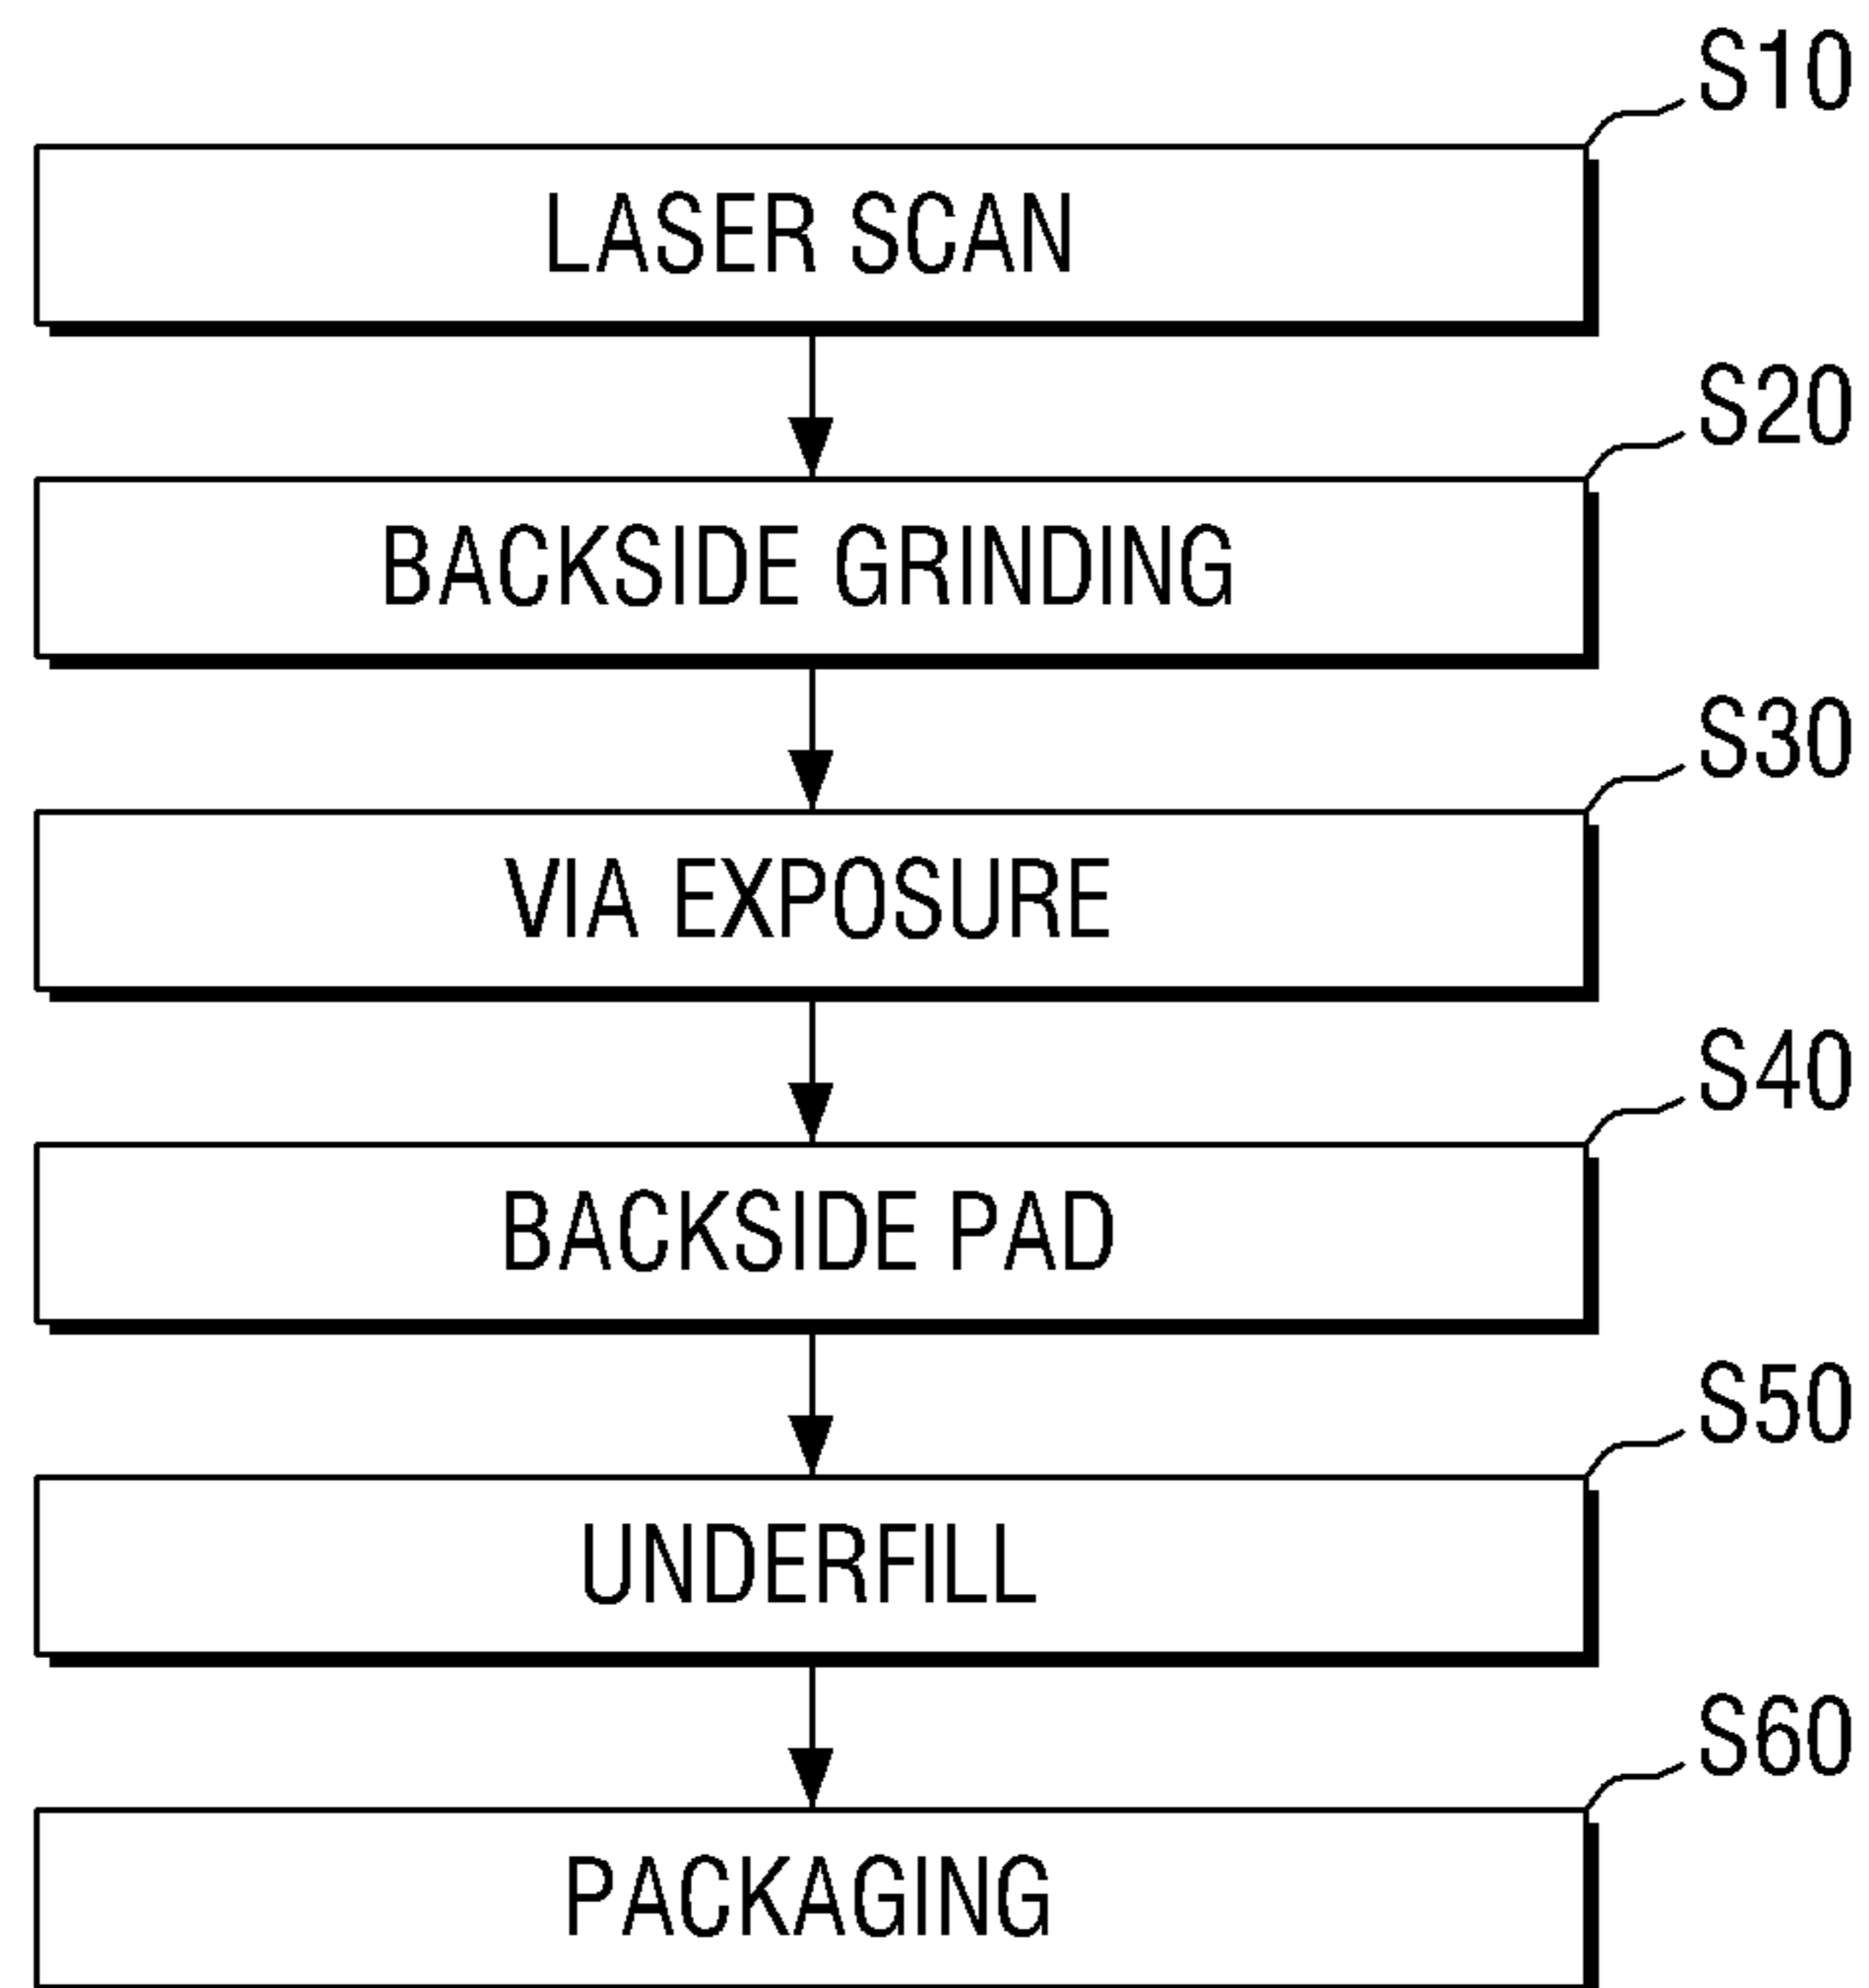 S10
LASER SCAN
S20
BACKSIDE GRINDING
S30
VIA EXPOSURE
S40
BACKSIDE PAD
S50
UNDERFILL
S60
PACKAGING